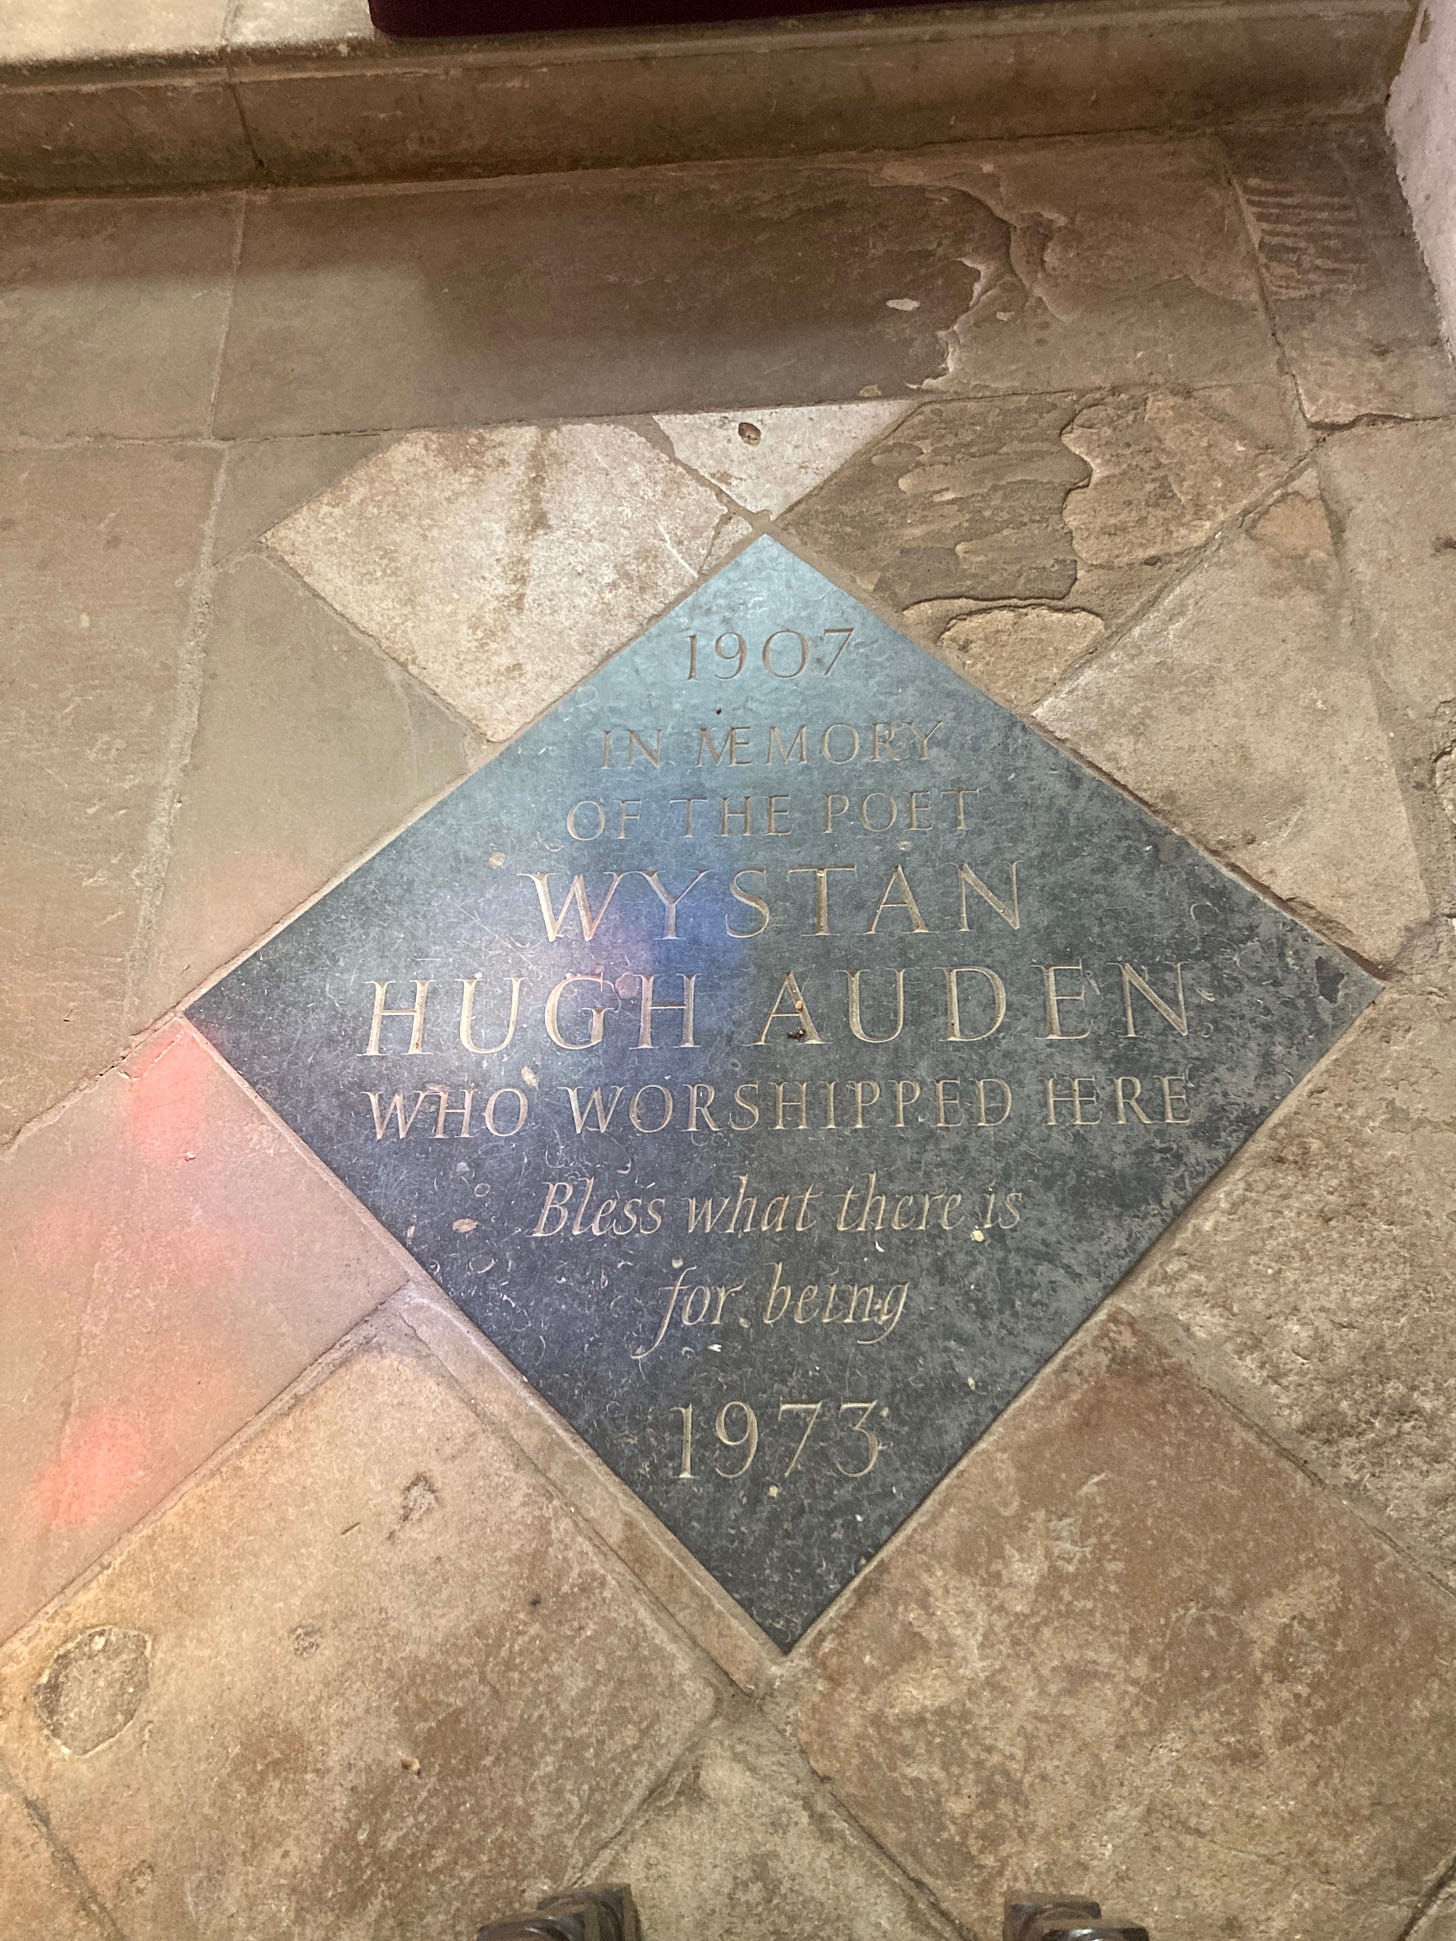 1907
IN MEMORY
OF THE POET
WYSTAN
HUGH AUDEN
WHO WORSHIPPED HERE
Bless what there is
for being
1973